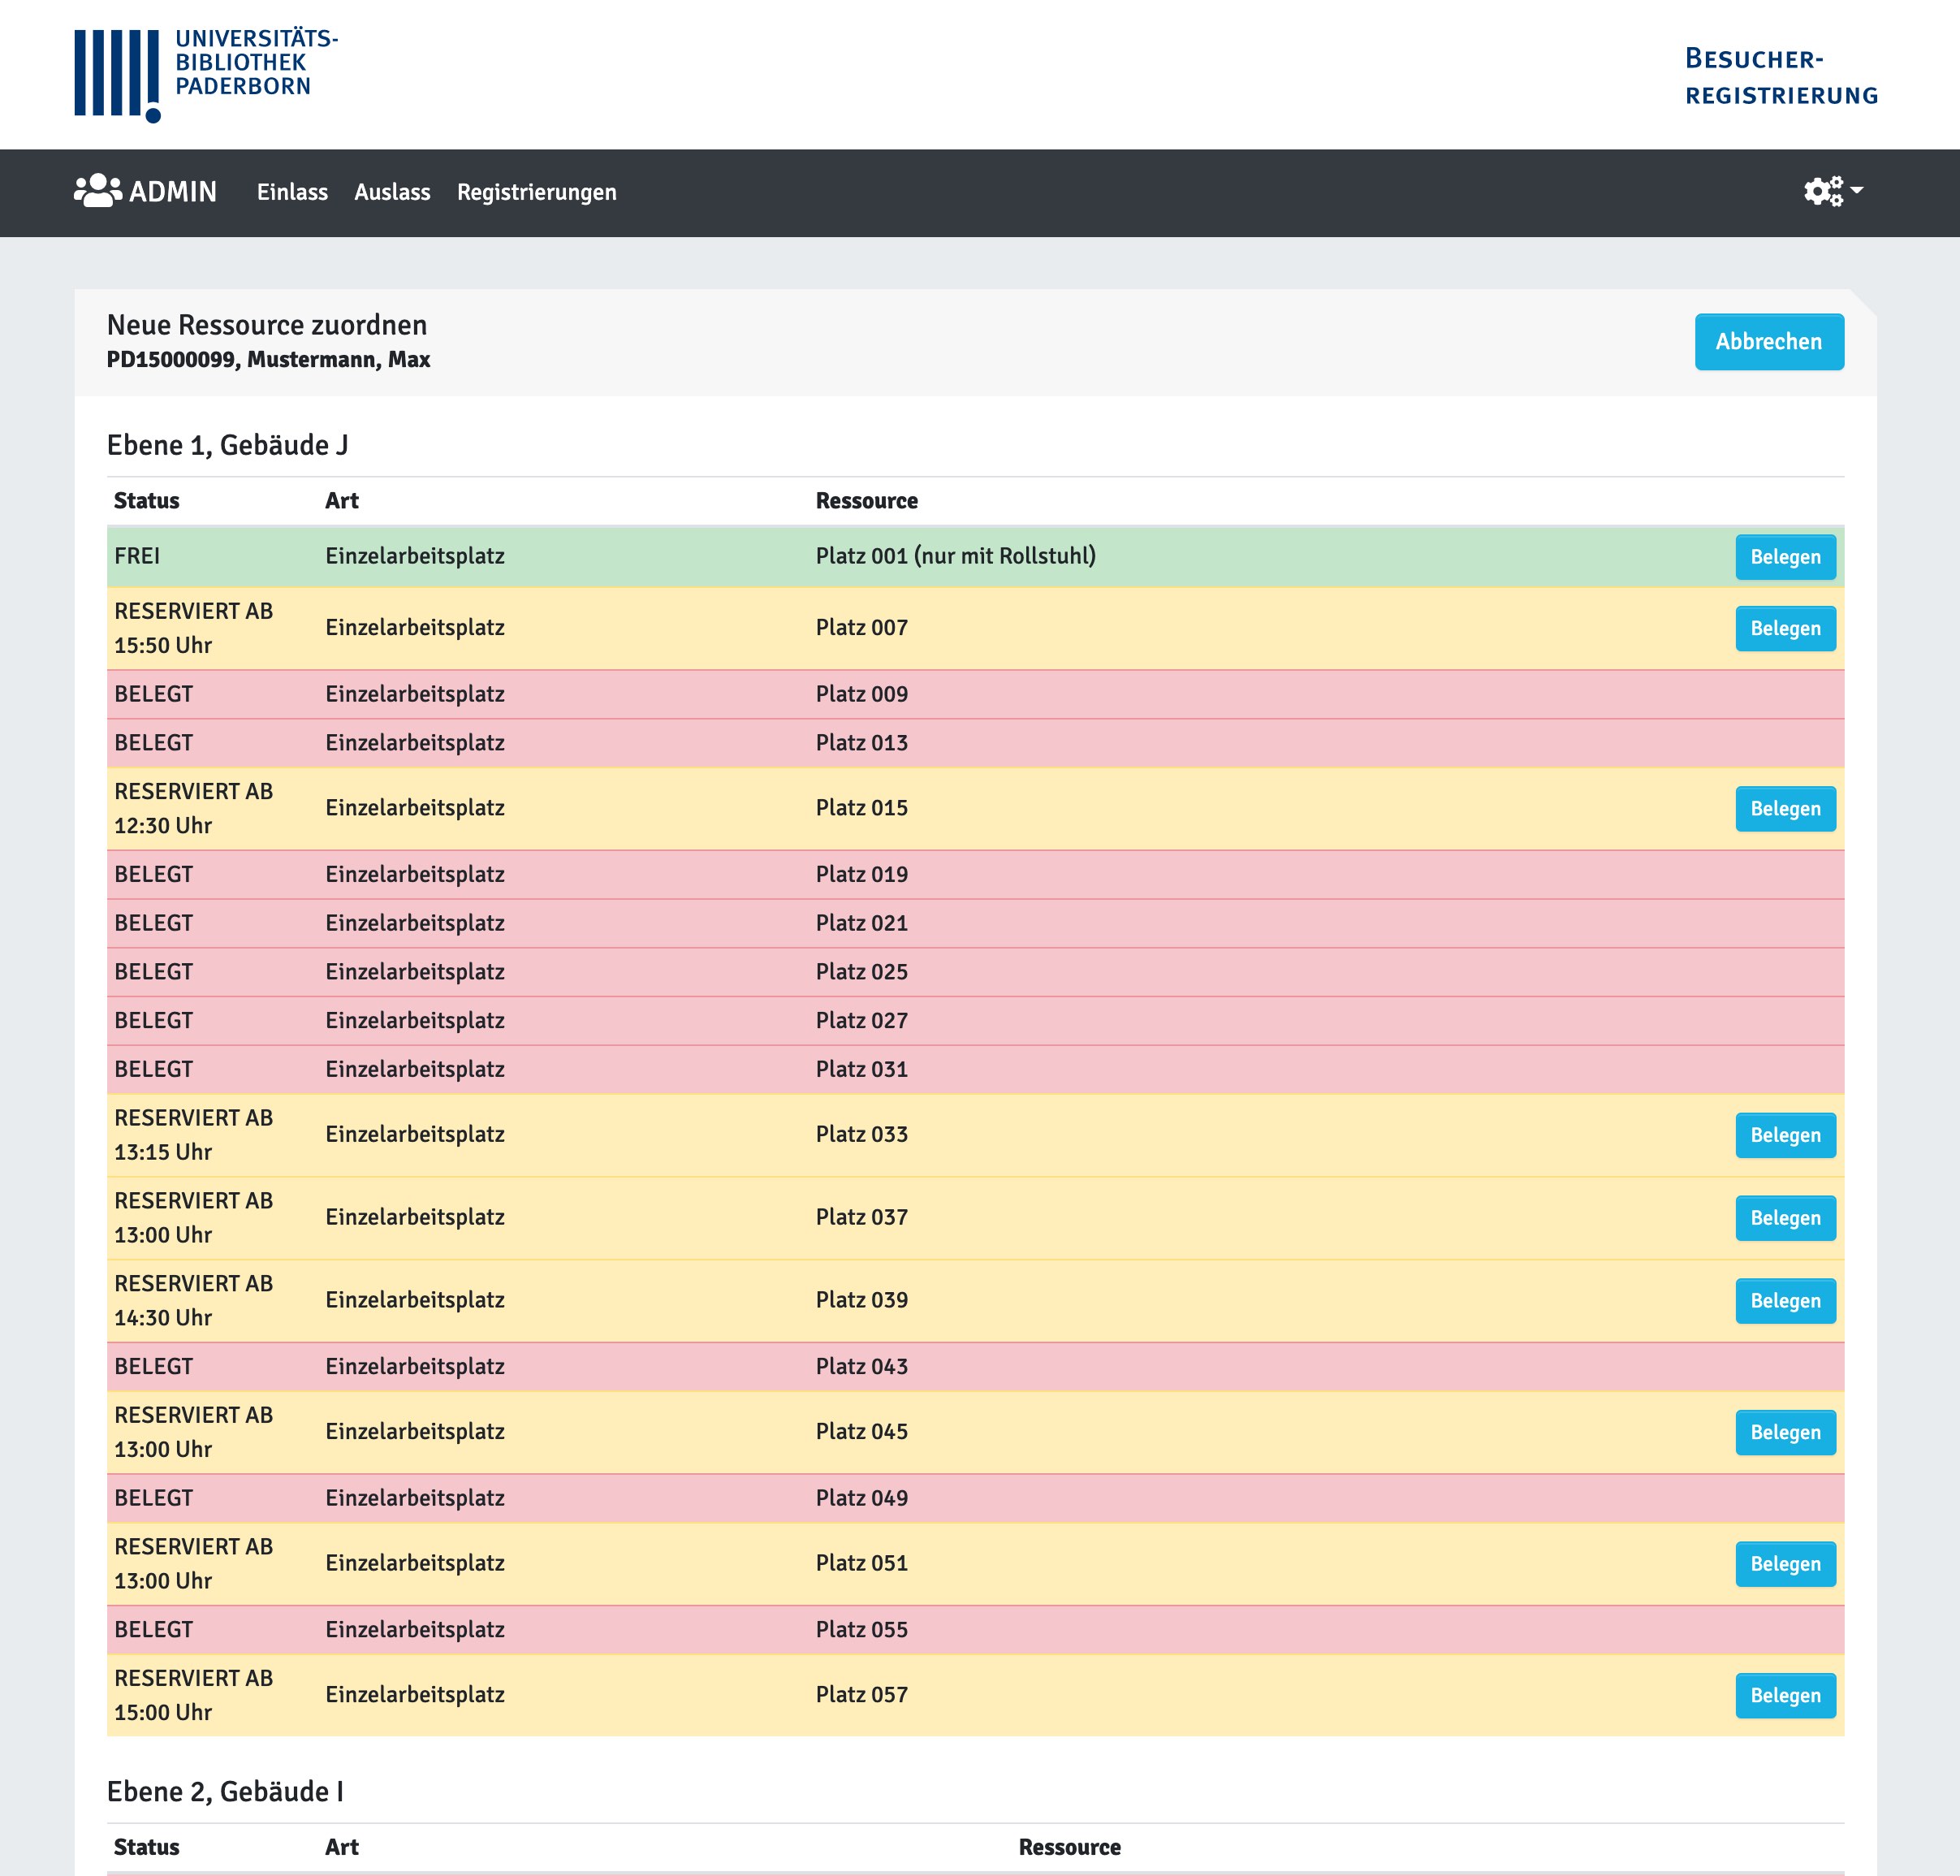 UNIVERSITÄTS-
BIBLIOTHEK
PADERBORN
BESUCHER-
REGISTRIERUNG
ADMIN Einlass Auslass Registrierungen
Neue Ressource zuordnen
PD15000099, Mustermann, Max
Abbrechen
Ebene 1, Gebäude J
Status Art Ressource
FREI Einzelarbeitsplatz Platz 001 (nur mit Rollstuhl) Belegen
RESERVIERT AB
15:50 Uhr Einzelarbeitsplatz Platz 007 Belegen
BELEGT Einzelarbeitsplatz Platz 009
BELEGT Einzelarbeitsplatz Platz 013
RESERVIERT AB
12:30 Uhr Einzelarbeitsplatz Platz 015 Belegen
BELEGT Einzelarbeitsplatz Platz 019
BELEGT Einzelarbeitsplatz Platz 021
BELEGT Einzelarbeitsplatz Platz 025
BELEGT Einzelarbeitsplatz Platz 027
BELEGT Einzelarbeitsplatz Platz 031
RESERVIERT AB
13:15 Uhr Einzelarbeitsplatz Platz 033 Belegen
RESERVIERT AB
13:00 Uhr Einzelarbeitsplatz Platz 037 Belegen
RESERVIERT AB
14:30 Uhr Einzelarbeitsplatz Platz 039 Belegen
BELEGT Einzelarbeitsplatz Platz 043
RESERVIERT AB
13:00 Uhr Einzelarbeitsplatz Platz 045 Belegen
BELEGT Einzelarbeitsplatz Platz 049
RESERVIERT AB
13:00 Uhr Einzelarbeitsplatz Platz 051 Belegen
BELEGT Einzelarbeitsplatz Platz 055
RESERVIERT AB
15:00 Uhr Einzelarbeitsplatz Platz 057 Belegen
Ebene 2, Gebäude I
Status Art Ressource